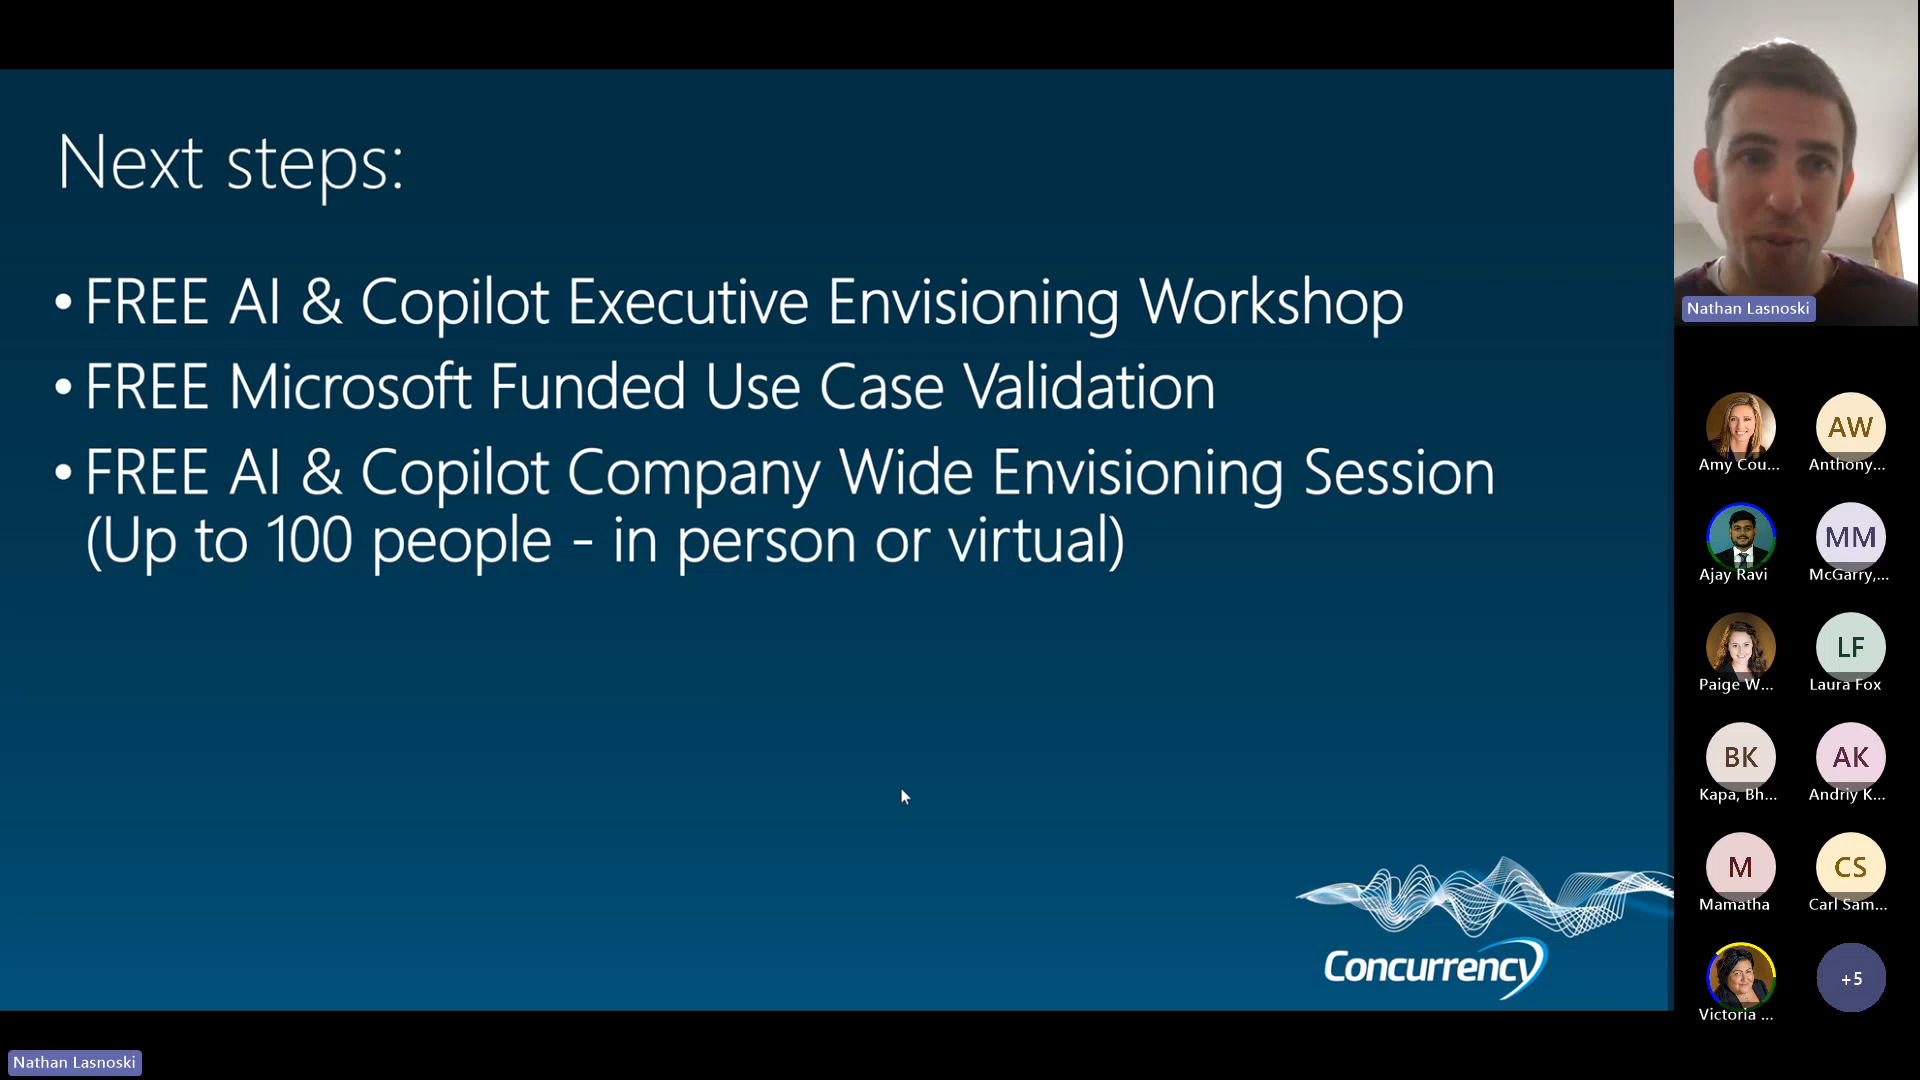 Next steps:
• FREE AI & Copilot Executive Envisioning Workshop
• FREE Microsoft Funded Use Case Validation
• FREE AI & Copilot Company Wide Envisioning Session
(Up to 100 people - in person or virtual)
Concurrency
Nathan Lasnoski
Nathan Lasnoski
Amy Cou...
AW
Anthony...
Ajay Ravi
MM
McGarry,...
Paige W...
LF
Laura Fox
BK
Kapa, Bh...
AK
Andriy K...
M
Mamatha
CS
Carl Sam...
Victoria ...
+5